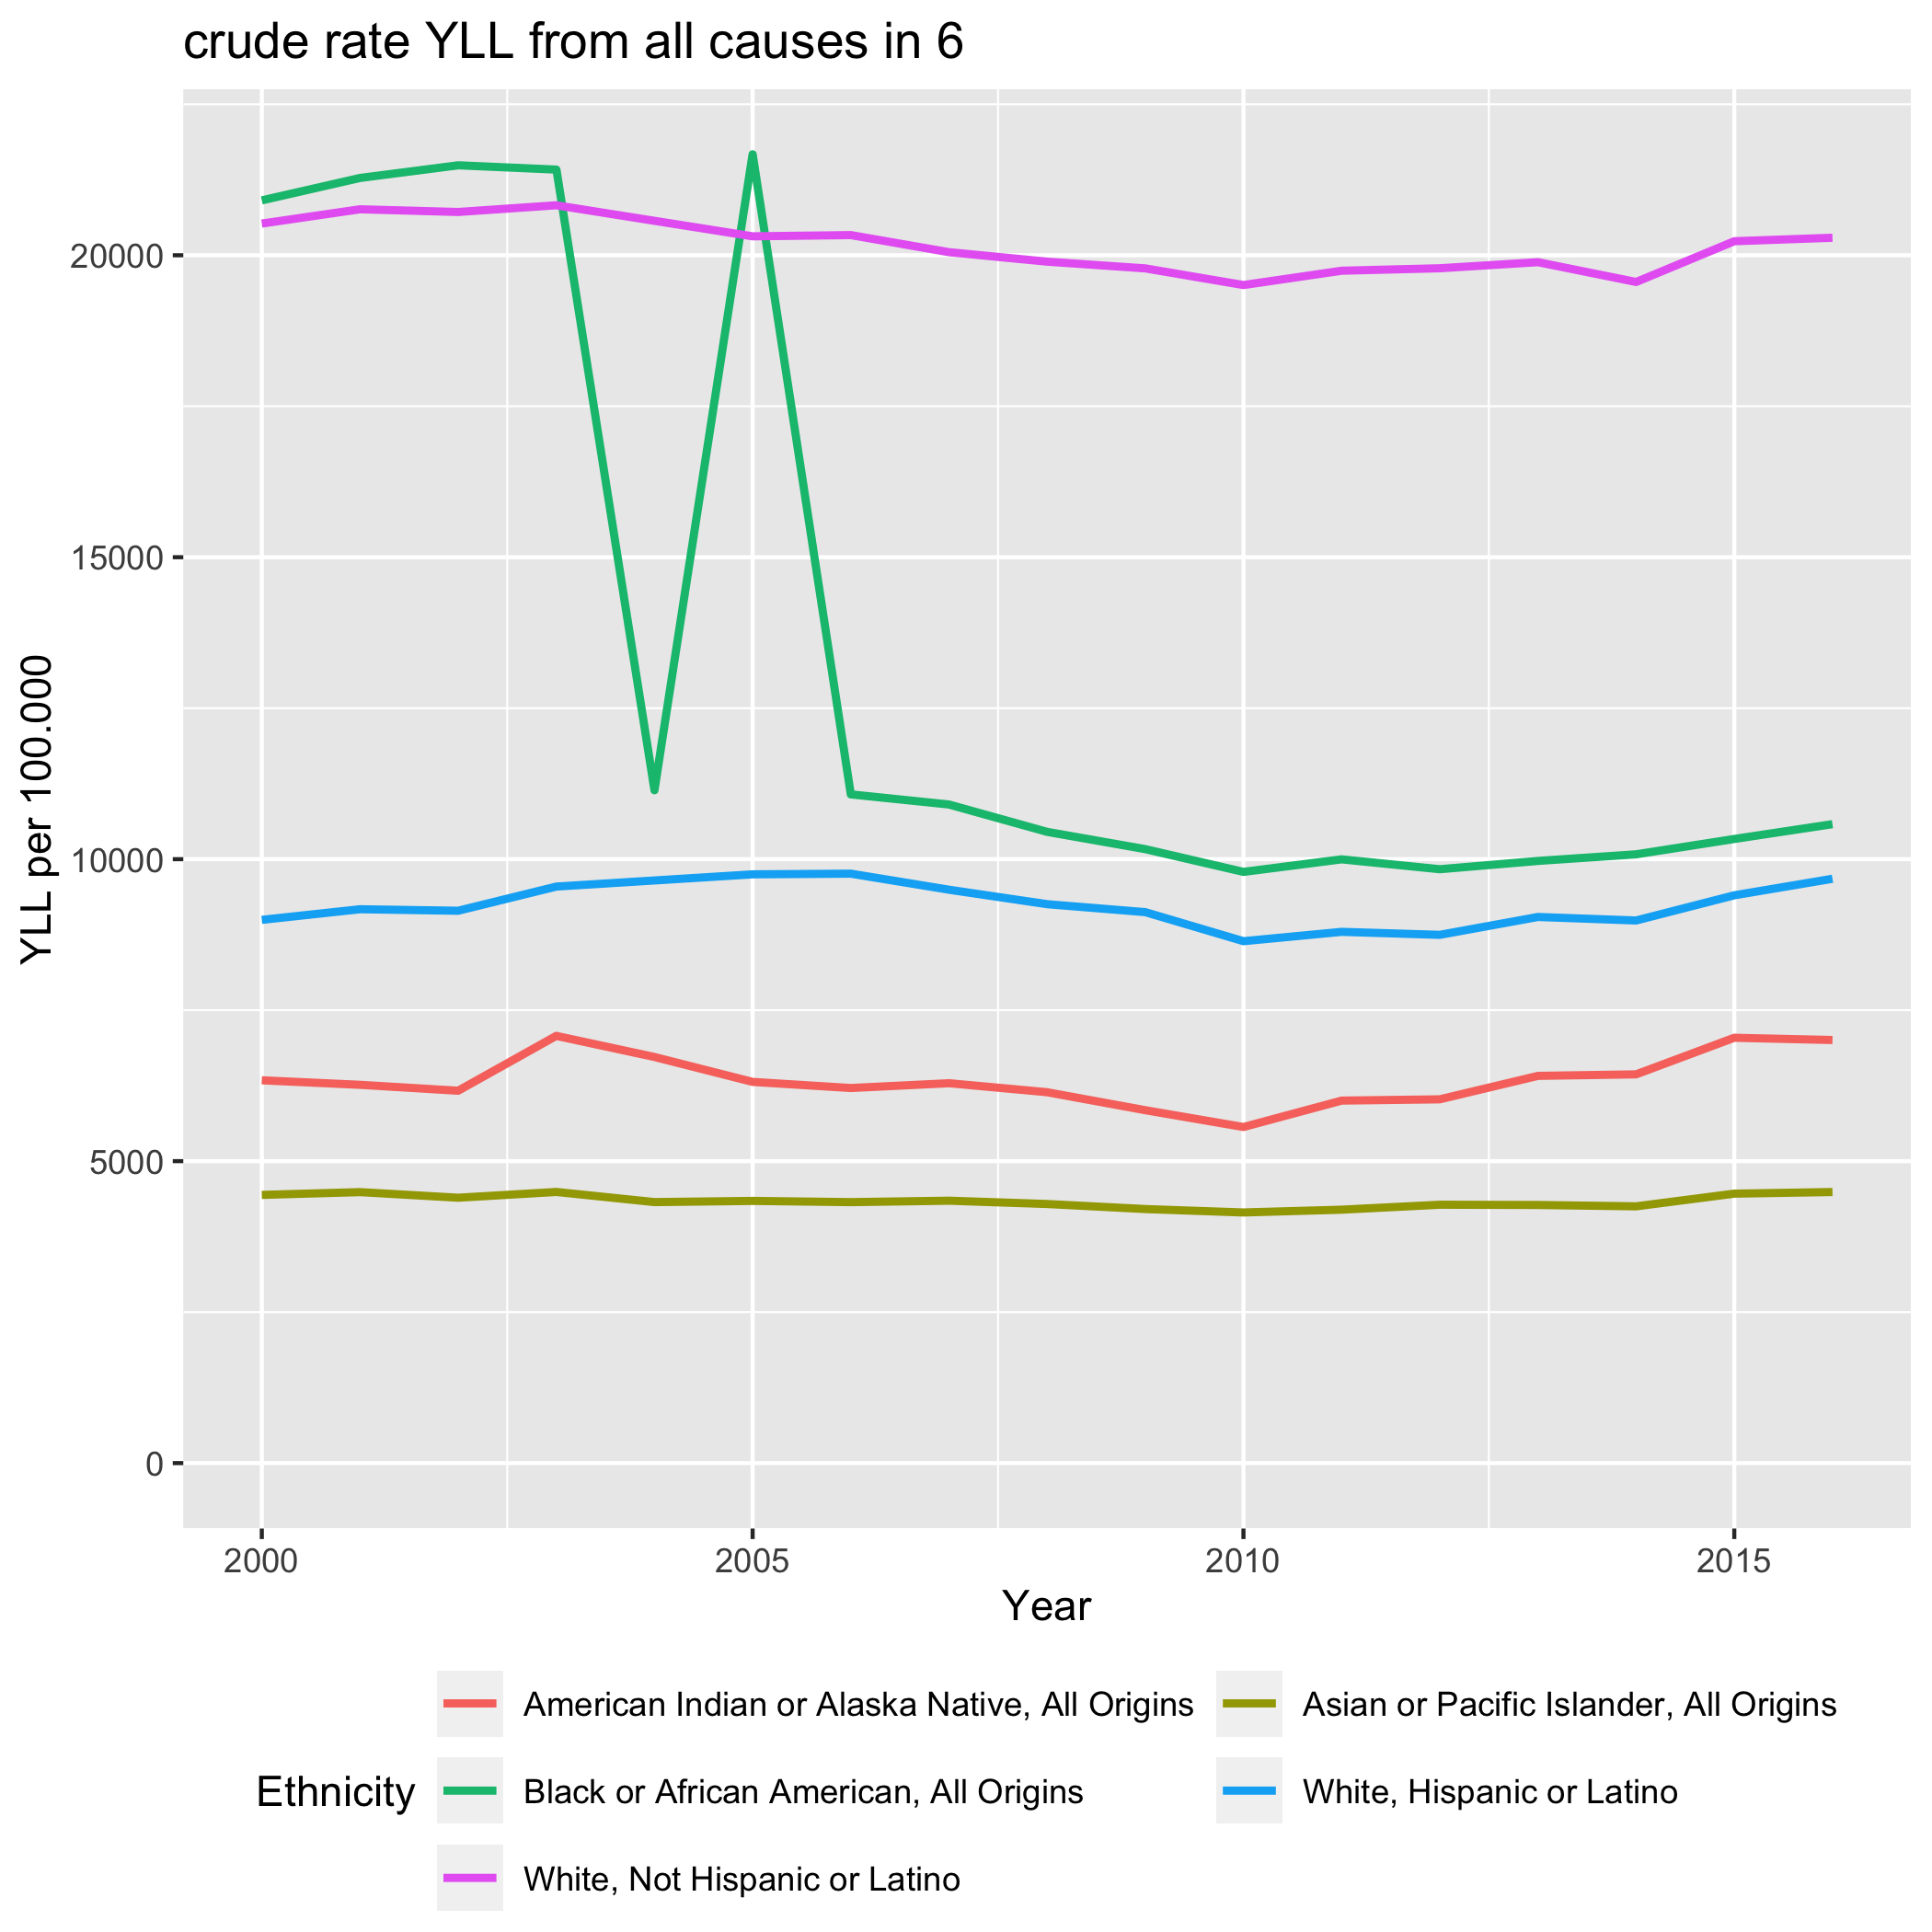 crude rate YLL from all causes in 6
YLL per 100.000
20000
15000
10000
5000
0
2000 2005 2010 2015
Year
Ethnicity
American Indian or Alaska Native, All Origins
Asian or Pacific Islander, All Origins
Black or African American, All Origins
White, Hispanic or Latino
White, Not Hispanic or Latino